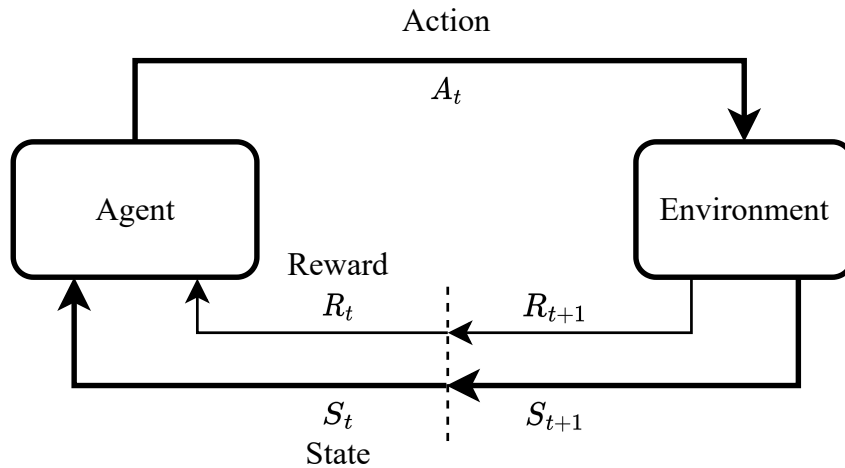 Action
A_t
Agent
Environment
Reward
R_t
R_{t+1}
S_t
S_{t+1}
State